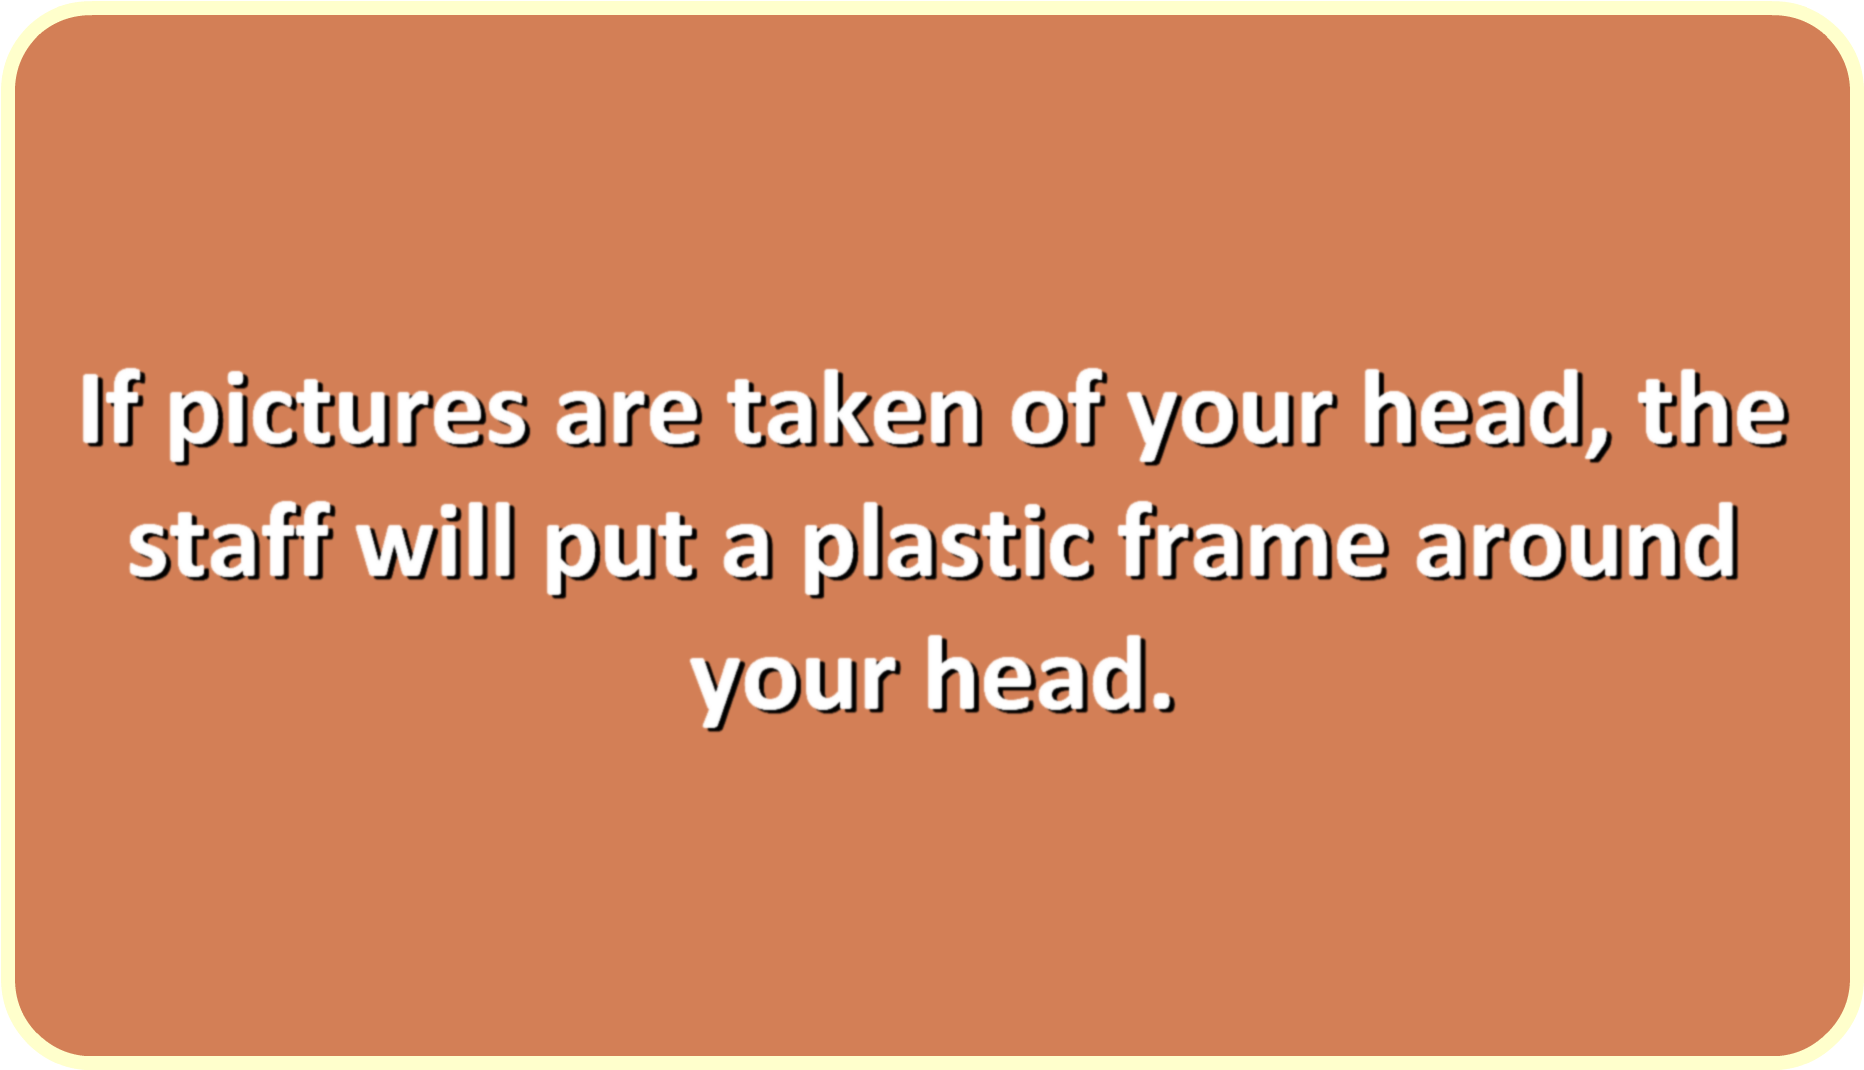 If pictures are taken of your head, the
staff will put a plastic frame around
your head.